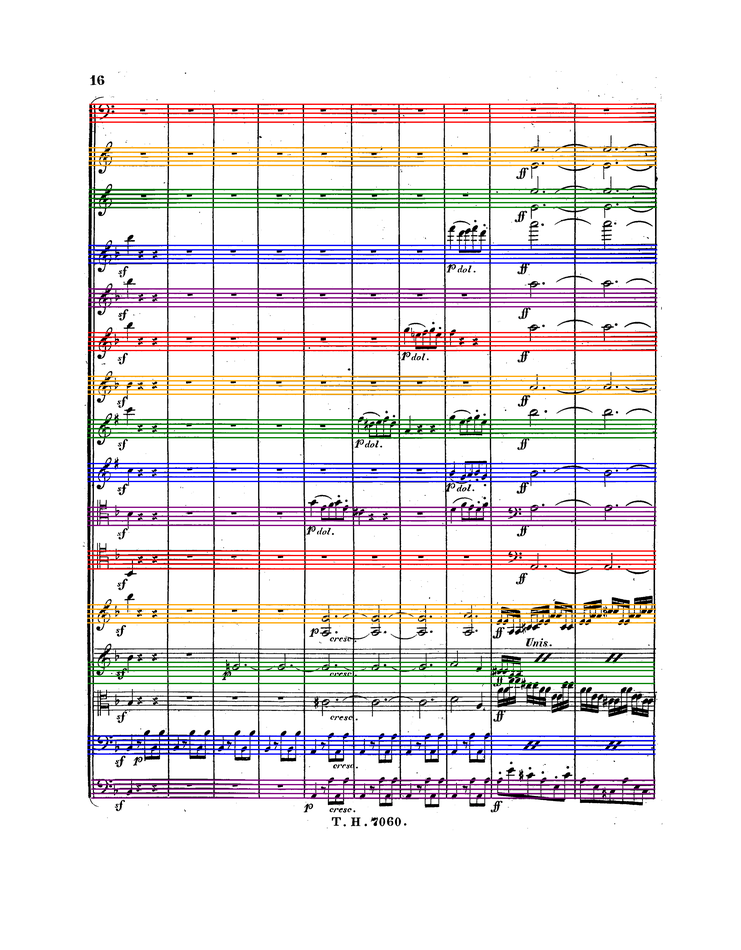 16
ff
ff
sf p dol. ff
sf ff
sf p dol. ff
sf ff
sf p dol. ff
sf p dol. ff
sf p dol. ff
sf ff
sf p cresc. ff Unis.
sf p cresc. ff
sf cresc. ff
sf p cresc.
sf p cresc. ff
T. H. 7060.